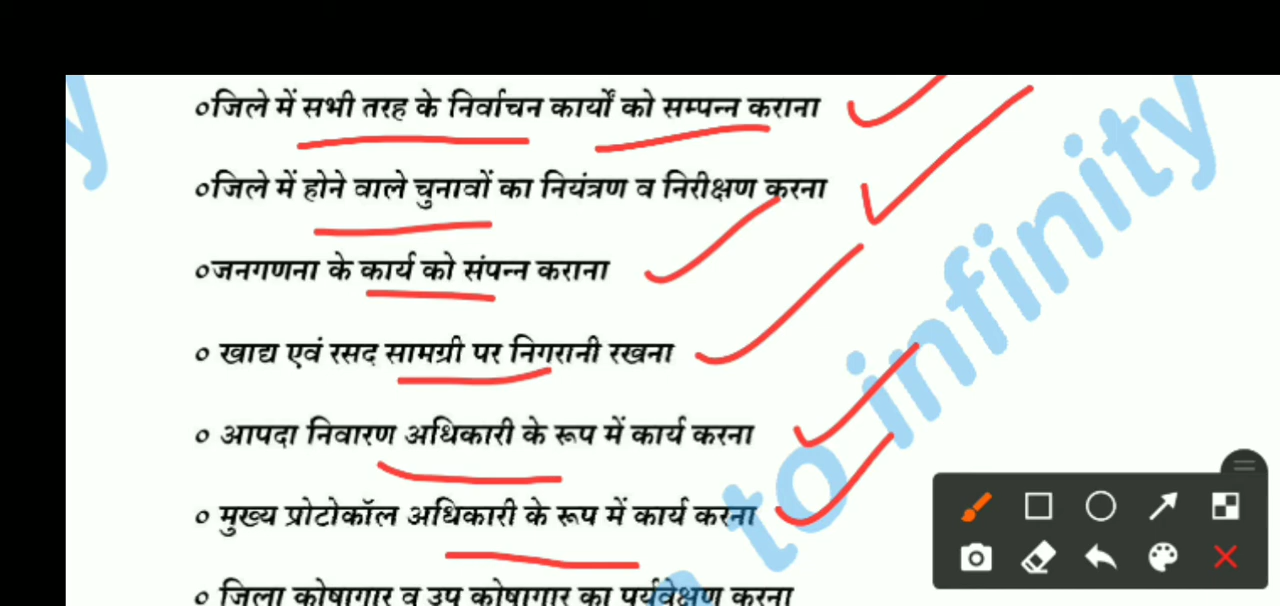 ०जिले में सभी तरह के निर्वाचन कार्यों को सम्पन्न कराना
०जिले में होने वाले चुनावों का नियंत्रण व निरीक्षण करना
०जनगणना के कार्य को संपन्न कराना
० खाद्य एवं रसद सामग्री पर निगरानी रखना
० आपदा निवारण अधिकारी के रूप में कार्य करना
० मुख्य प्रोटोकॉल अधिकारी के रूप में कार्य करना
० जिला कोषागार व उप कोषागार का पर्यवेक्षण करना
to infinity